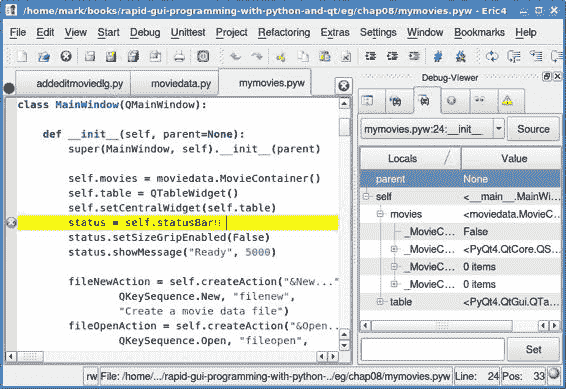 /home/mark/books/rapid-gui-programming-with-python-and-qt/eg/chap08/mymovies.pyw - Eric4
File Edit View Start Debug Unittest Project Refactoring Extras Settings Window Bookmarks Help
addeditmoviedlg.py moviedata.py mymovies.pyw
class MainWindow(QMainWindow):
def __init__(self, parent=None):
super(MainWindow, self).__init__(parent)
self.movies = moviedata.MovieContainer()
self.table = QTableWidget()
self.setCentralWidget(self.table)
status = self.statusBar
status.setSizeGripEnabled(False)
status.showMessage("Ready", 5000)
fileNewAction = self.createAction("&New..."
QKeySequence.New, "filenew",
"Create a movie data file")
fileOpenAction = self.createAction("&Open..
QKeySequence.Open, "fileopen",
Debug-Viewer
mymovies.pyw:24:__init__ Source
Locals Value
parent None
self <__main__.MainWi...
movies <moviedata.MovieC...
_MovieC... False
_MovieC... <PyQt4.QtCore.QS...
_MovieC... 0 items
_MovieC... 0 items
table <PyQt4.QtGui.QTa...
Set
rw File: /home/.../rapid-gui-programming-with-python-../eg/chap08/mymovies.pyw Line: 24 Pos: 33